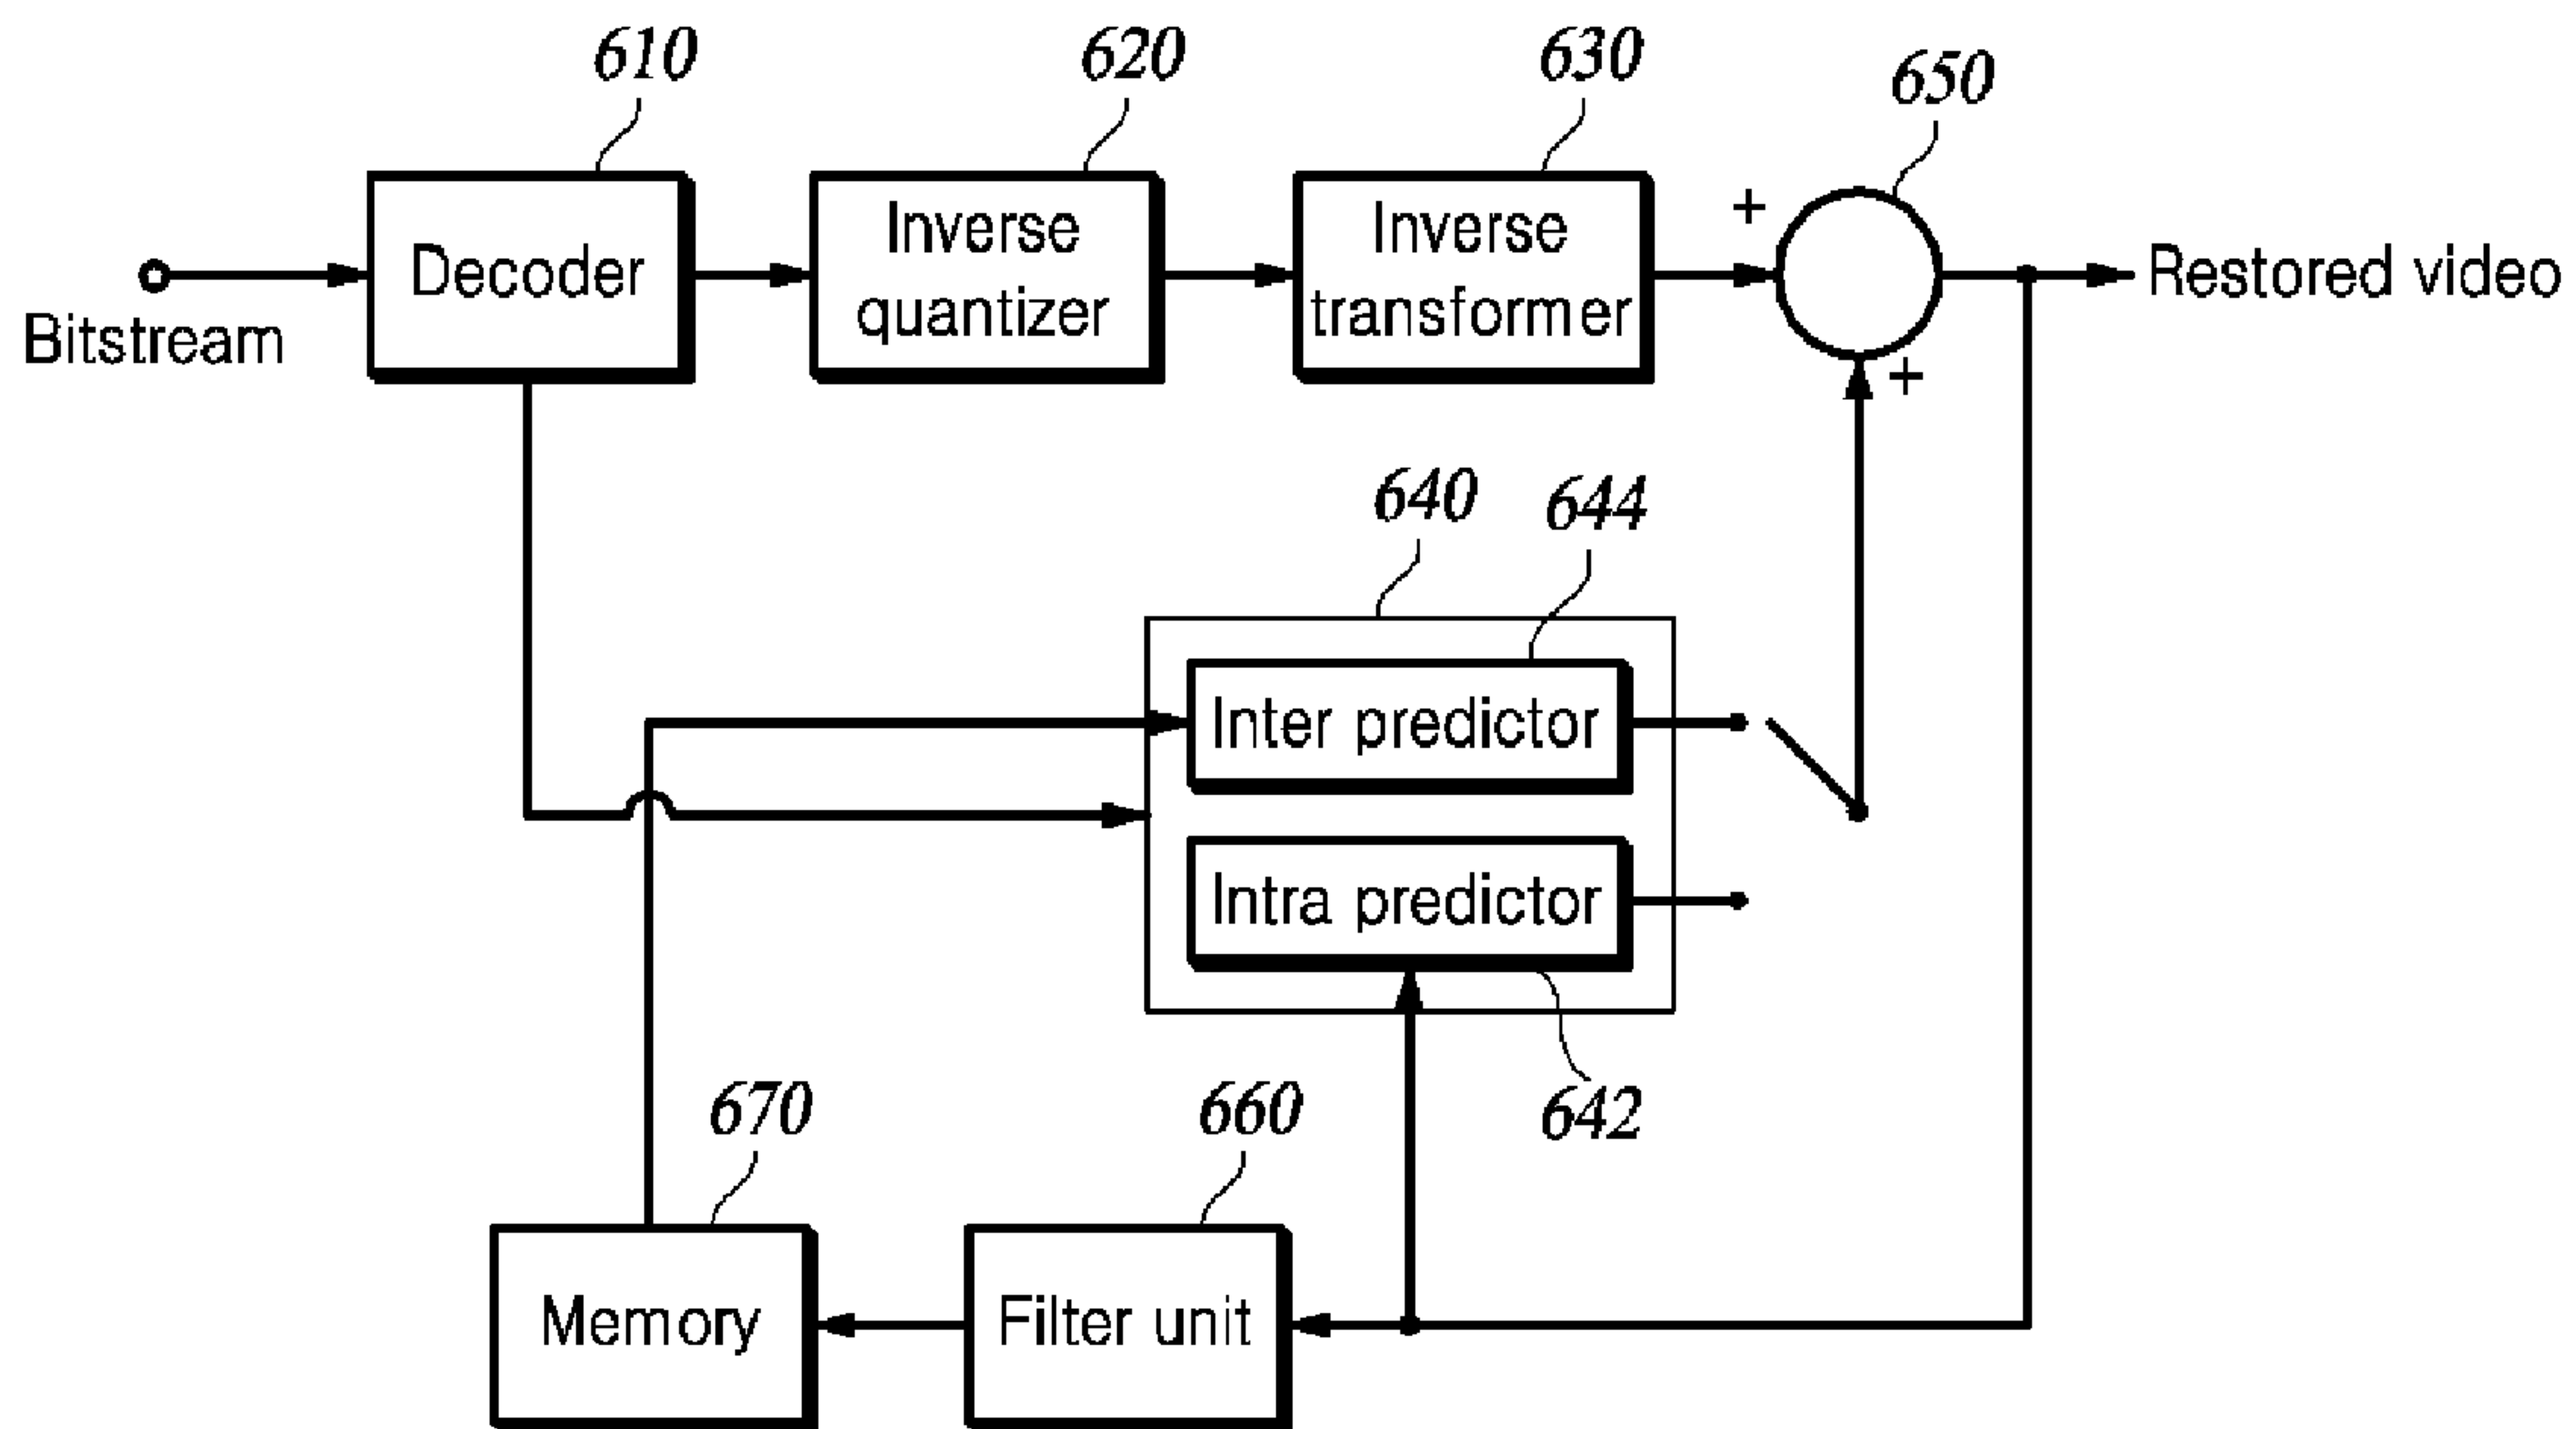 610
620
630
650
+
Decoder
Inverse
quantizer
Inverse
transformer
Restored video
Bitstream
+
640
644
Inter predictor
Intra predictor
670
660
642
Memory
Filter unit